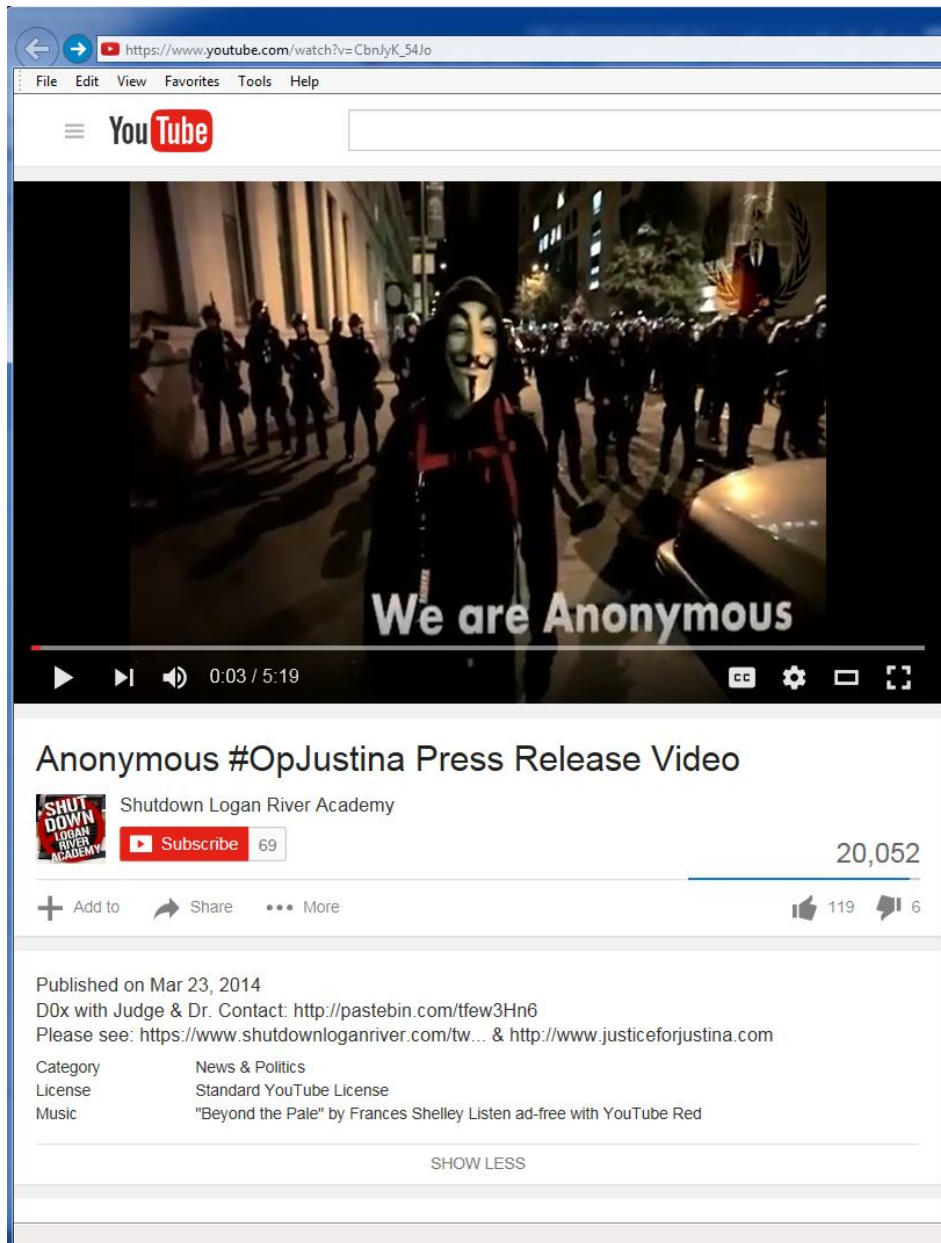 https://www.youtube.com/watch?v=CbnJyK_54Jo
File Edit View Favorites Tools Help
YouTube
We are Anonymous
0:03 / 5:19
CC
Anonymous #OpJustina Press Release Video
SHUT DOWN LOGAN RIVER ACADEMY
Shutdown Logan River Academy
Subscribe 69
20,052
Add to Share More 119 6
Published on Mar 23, 2014
D0x with Judge & Dr. Contact: http://pastebin.com/tfew3Hn6
Please see: https://www.shutdownloganriver.com/tw... & http://www.justiceforjustina.com
Category News & Politics
License Standard YouTube License
Music "Beyond the Pale" by Frances Shelley Listen ad-free with YouTube Red
SHOW LESS